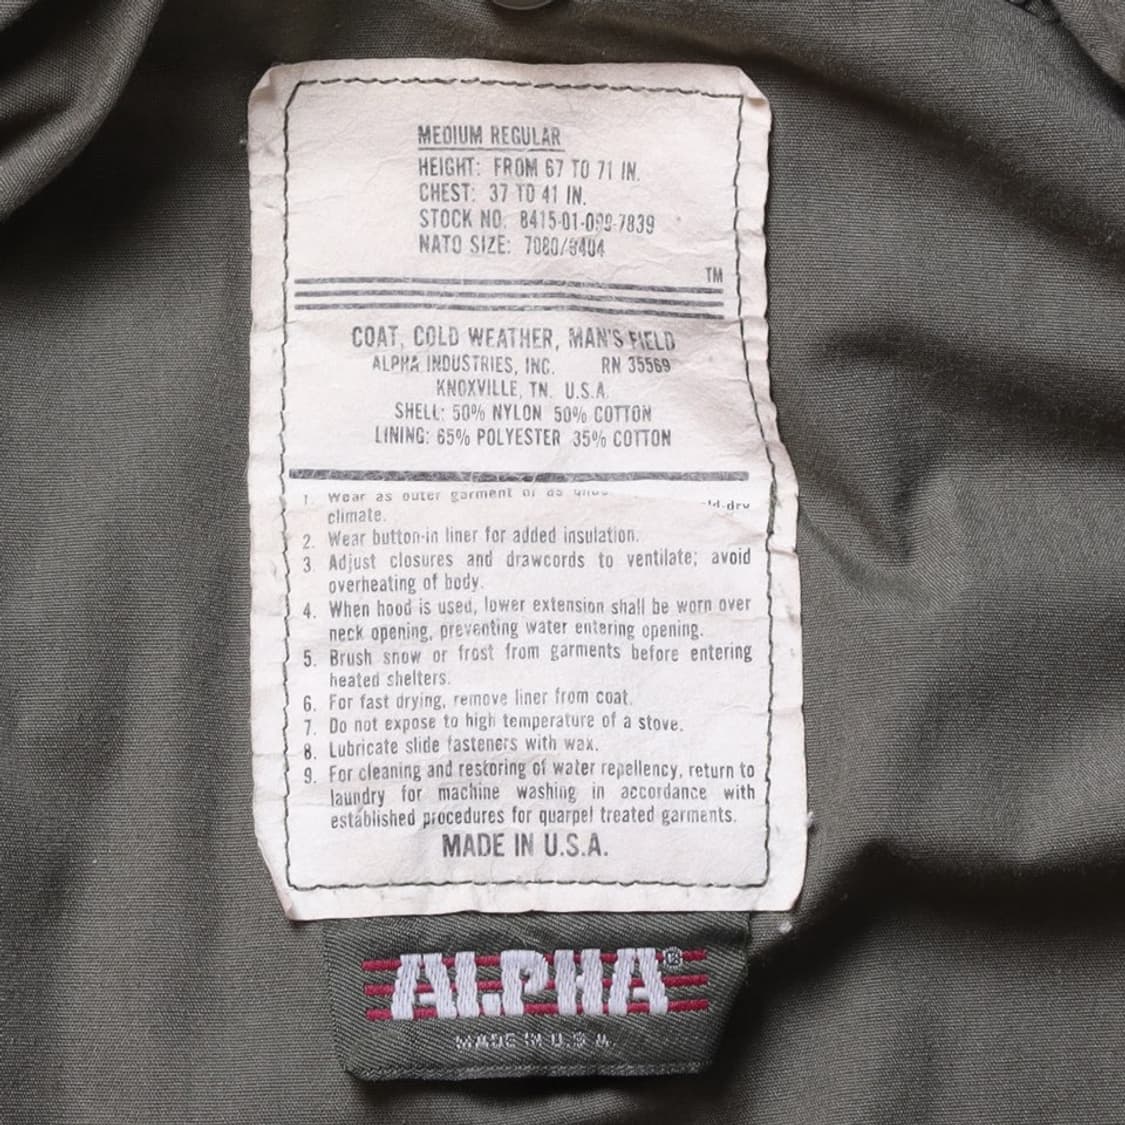 MEDIUM REGULAR
HEIGHT: FROM 67 TO 71 IN.
CHEST: 37 TO 41 IN.
STOCK NO. 8415-01-099-7839
NATO SIZE: 7080/9404
TM
COAT, COLD WEATHER, MAN'S FIELD
ALPHA INDUSTRIES, INC. RN 35569
KNOXVILLE, TN. U.S.A.
SHELL: 50% NYLON 50% COTTON
LINING: 65% POLYESTER 35% COTTON
1. Wear as outer garment or as
climate.
2. Wear button-in liner for added insulation.
3. Adjust closures and drawcords to ventilate; avoid
overheating of body.
4. When hood is used, lower extension shall be worn over
neck opening, preventing water entering opening.
5. Brush snow or frost from garments before entering
heated shelters.
6. For fast drying, remove liner from coat.
7. Do not expose to high temperature of a stove.
8. Lubricate slide fasteners with wax.
9. For cleaning and restoring of water repellency, return to
laundry for machine washing in accordance with
established procedures for quarpel treated garments.
MADE IN U.S.A.
ALPHA®
MADE IN U.S.A.